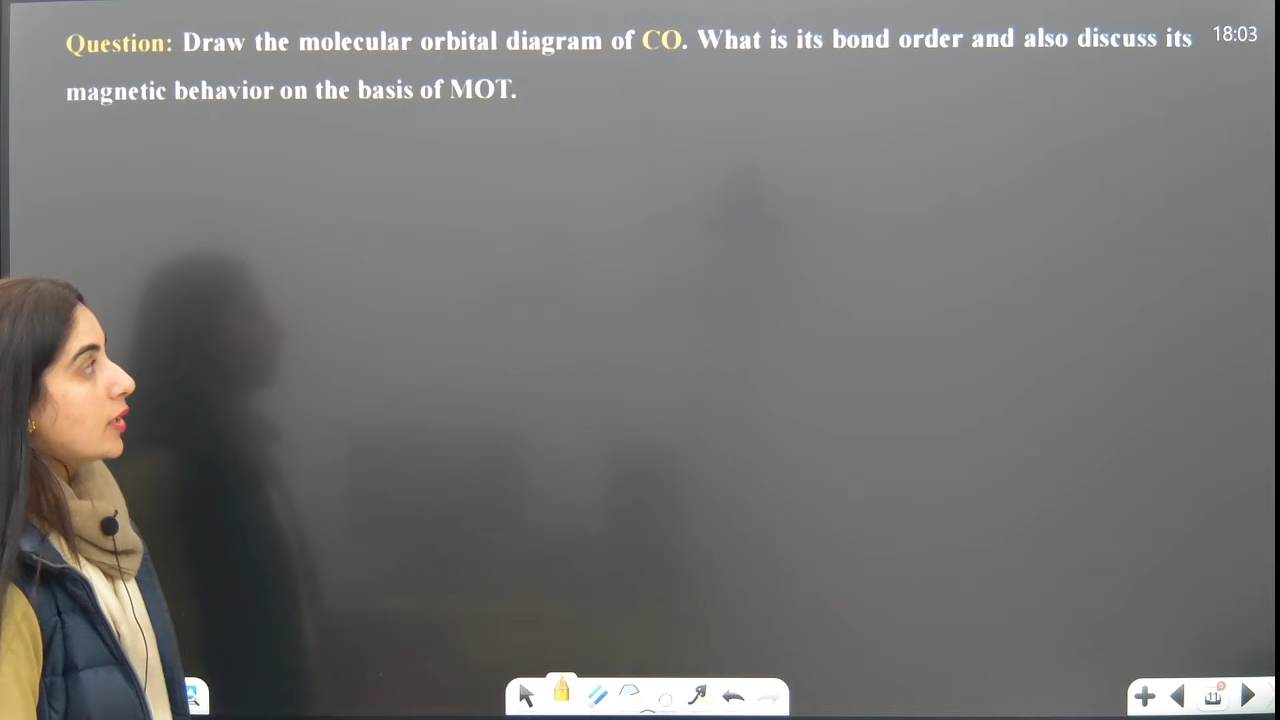 Question: Draw the molecular orbital diagram of CO. What is its bond order and also discuss its
18:03
magnetic behavior on the basis of MOT.
11